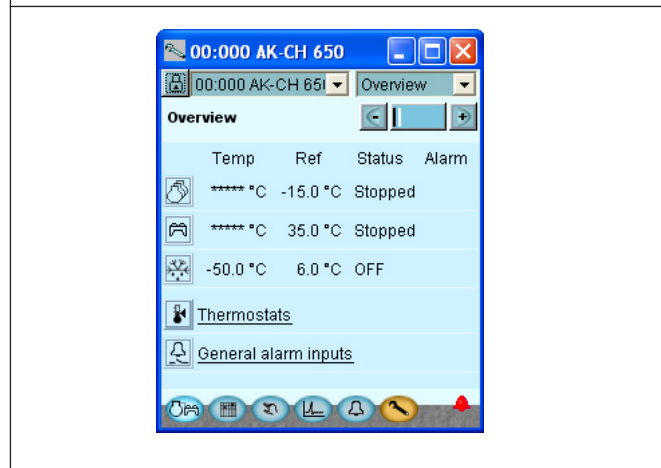 00:000 AK-CH 650
00:000 AK-CH 65 Overview
Overview
Temp Ref Status Alarm
***** °C -15.0 °C Stopped
***** °C 35.0 °C Stopped
-50.0 °C 6.0 °C OFF
Thermostats
General alarm inputs